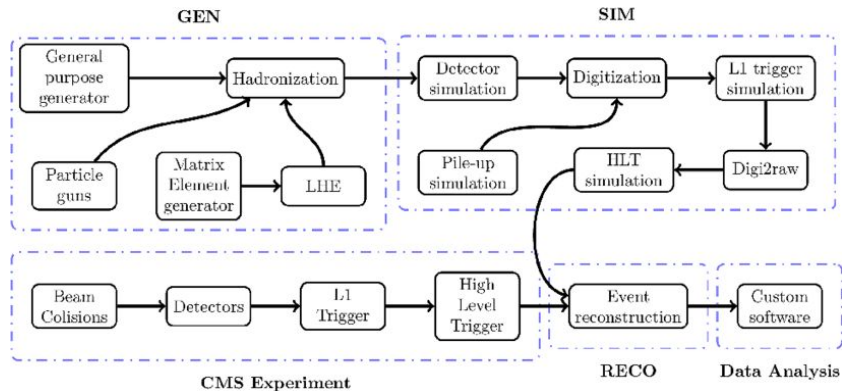 GEN
SIM
General
purpose
generator
Hadronization
Detector
simulation
Digitization
L1 trigger
simulation
Particle
guns
Matrix
Element
generator
LHE
Pile-up
simulation
HLT
simulation
Digi2raw
Beam
Colisions
Detectors
L1
Trigger
High
Level
Trigger
Event
reconstruction
Custom
software
CMS Experiment
RECO
Data Analysis